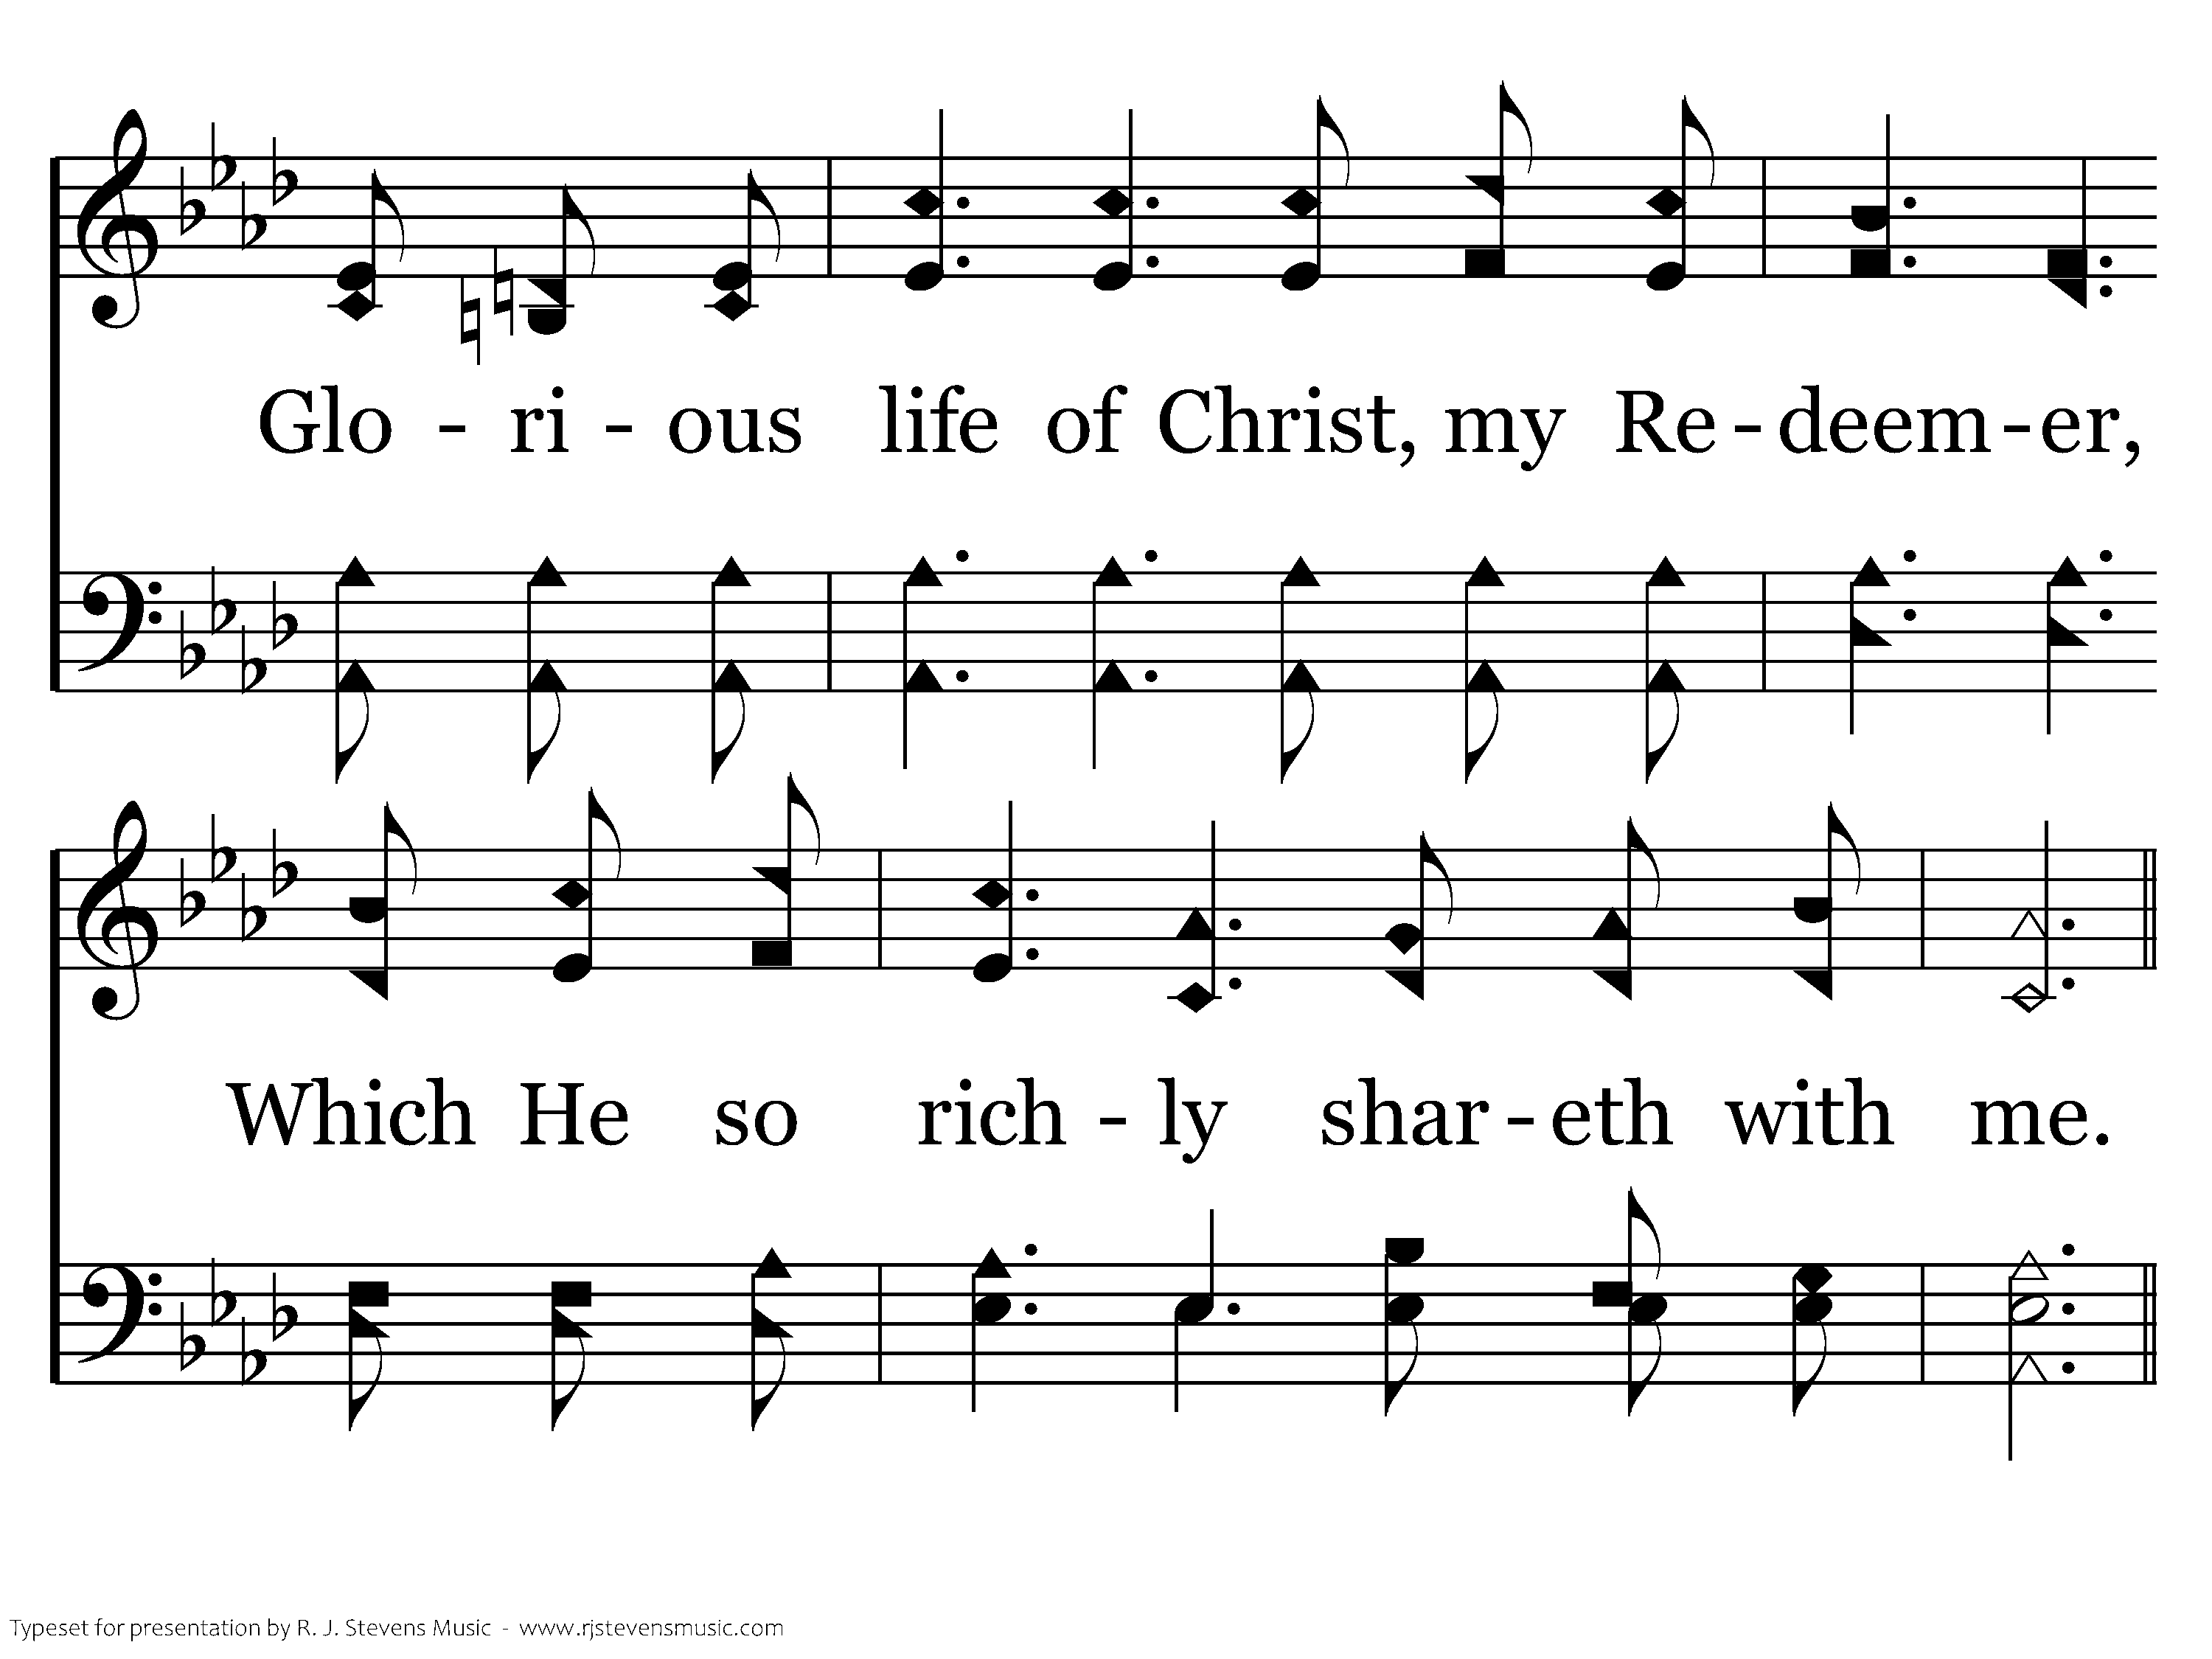 Glo - ri - ous life of Christ, my Re - deem - er,
Which He so rich - ly shar - eth with me.
Typeset for presentation by R. J. Stevens Music - www.rjstevensmusic.com